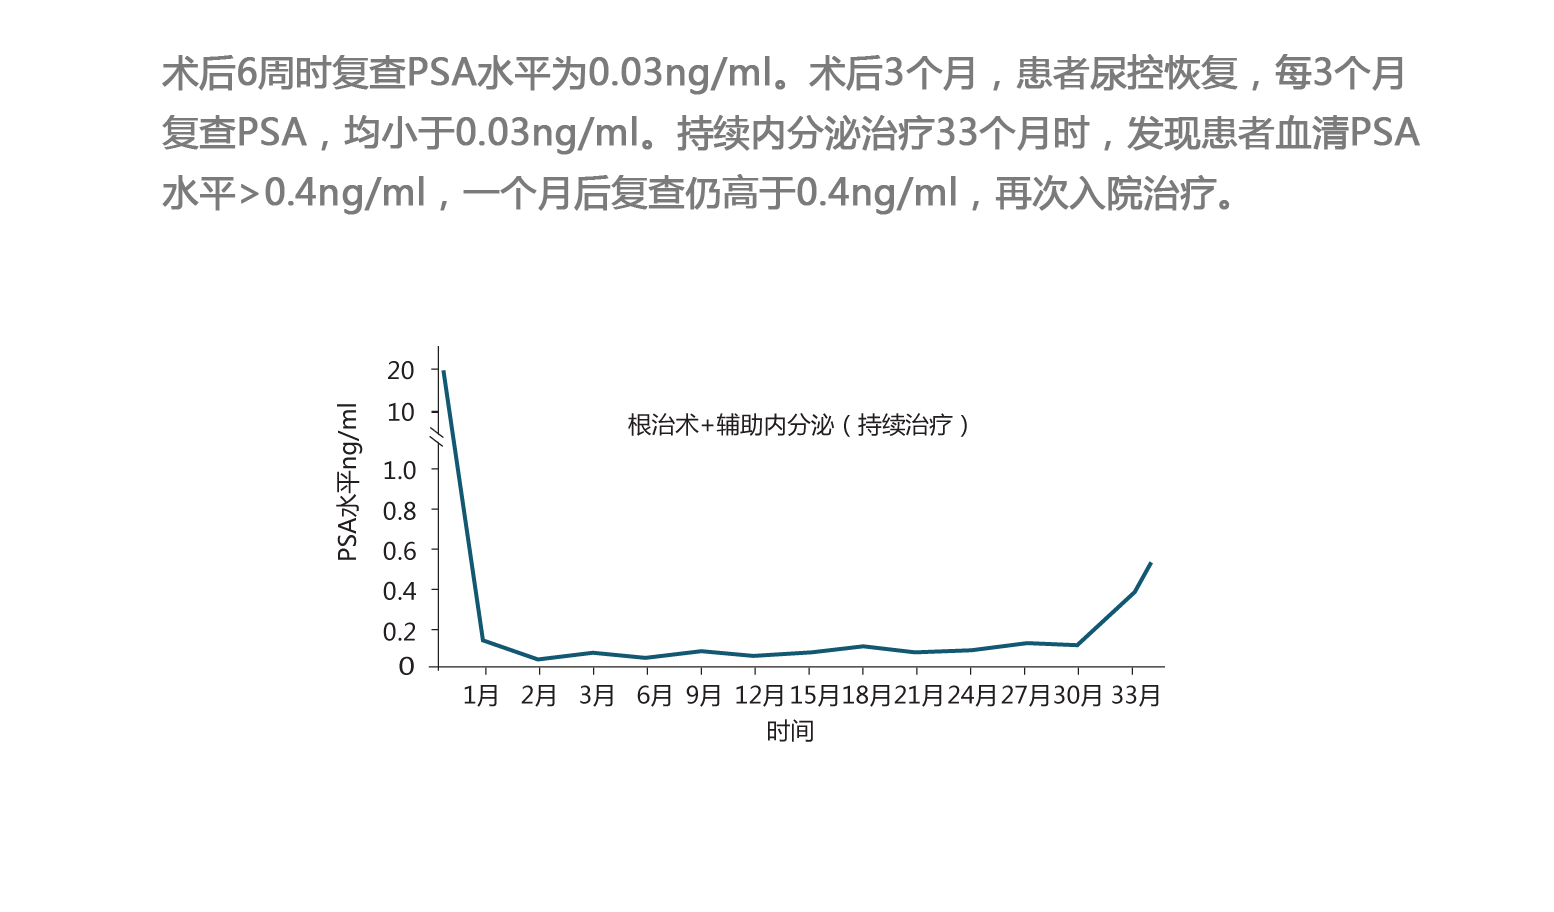 术后6周时复查PSA水平为0.03ng/ml。术后3个月，患者尿控恢复，每3个月
复查PSA，均小于0.03ng/ml。持续内分泌治疗33个月时，发现患者血清PSA
水平>0.4ng/ml，一个月后复查仍高于0.4ng/ml，再次入院治疗。
PSA水平ng/ml
20
10
1.0
0.8
0.6
0.4
0.2
0
根治术+辅助内分泌（持续治疗）
1月 2月 3月 6月 9月 12月 15月 18月 21月 24月 27月 30月 33月
时间